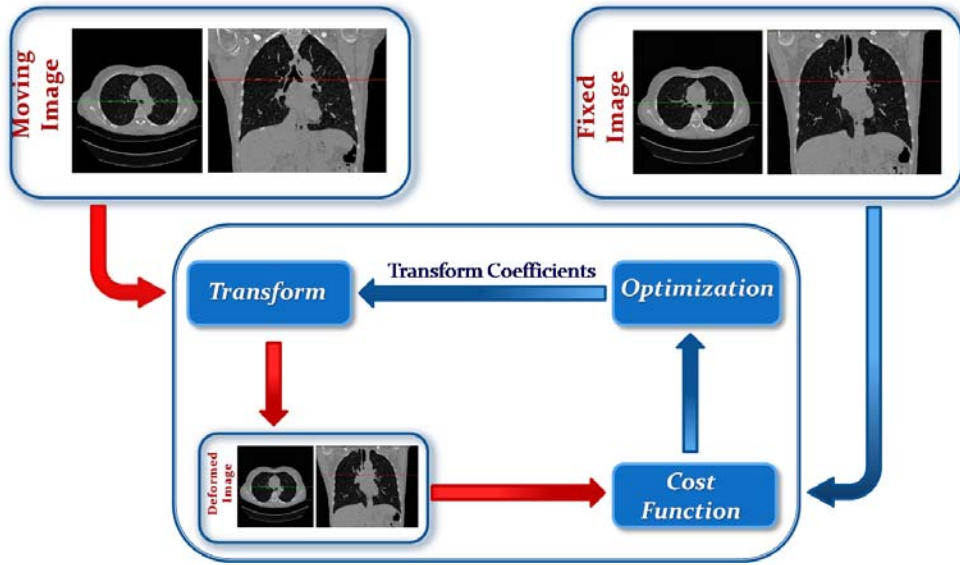 Moving
Image
Fixed
Image
Transform
Transform Coefficients
Optimization
Deformed
Image
Cost
Function